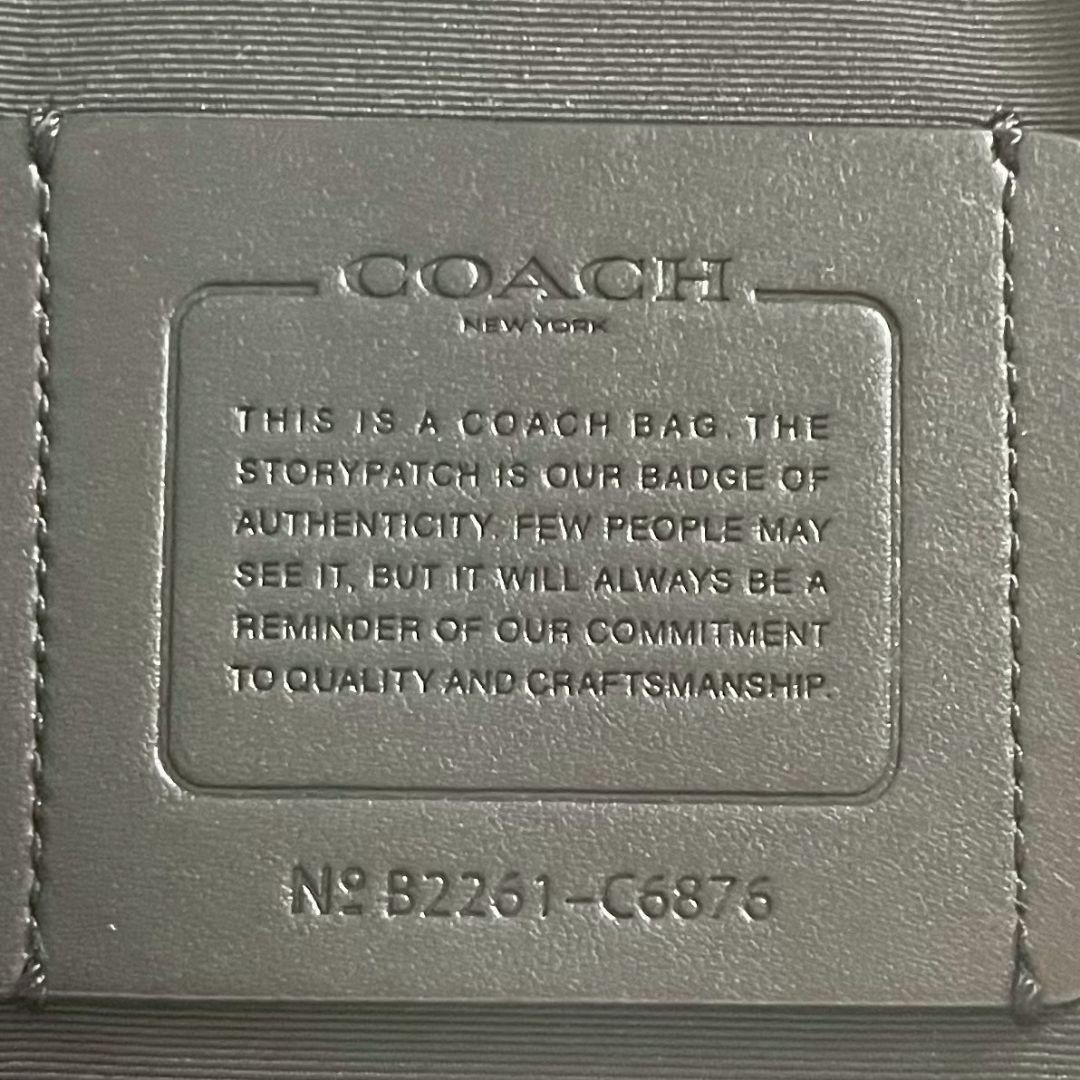 COACH
NEW YORK
THIS IS A COACH BAG. THE
STORYPATCH IS OUR BADGE OF
AUTHENTICITY. FEW PEOPLE MAY
SEE IT, BUT IT WILL ALWAYS BE A
REMINDER OF OUR COMMITMENT
TO QUALITY AND CRAFTSMANSHIP.
Nº B2261-C6876